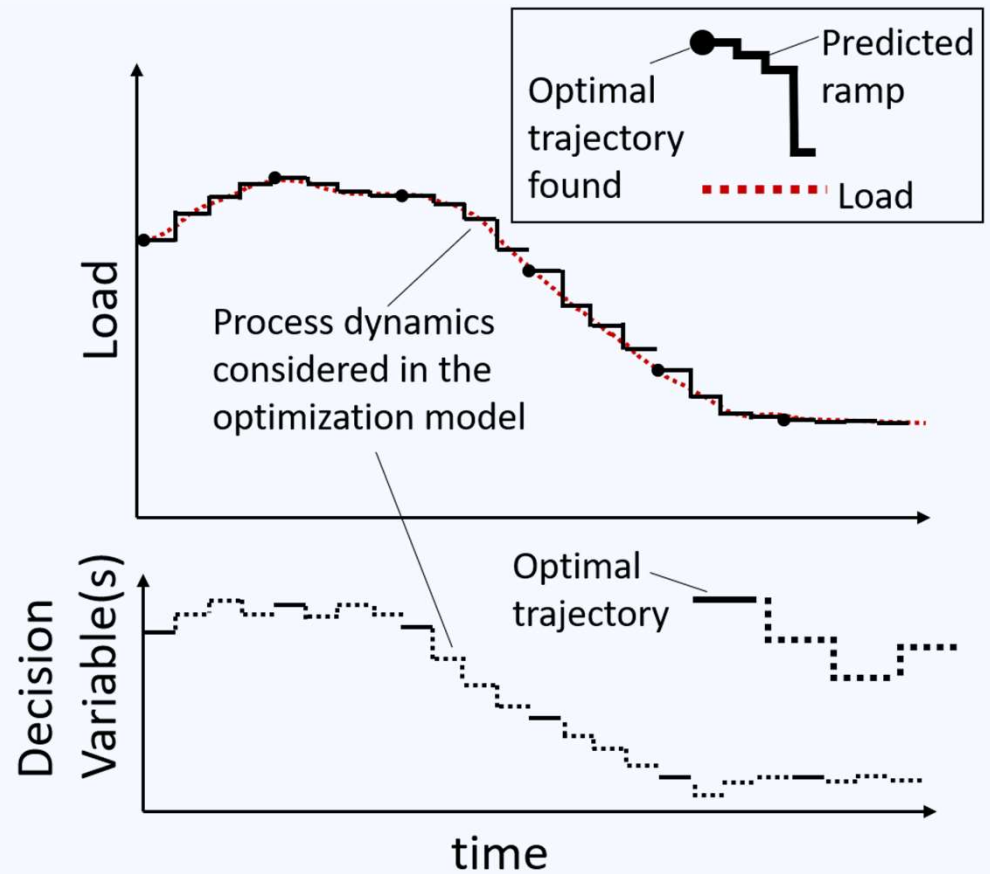 Predicted
ramp
Optimal
trajectory
found
Load
Load
Process dynamics
considered in the
optimization model
Optimal
trajectory
Decision
Variable(s)
time